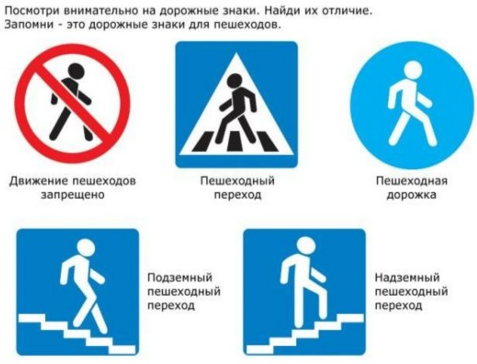 Посмотри внимательно на дорожные знаки. Найди их отличие.
Запомни - это дорожные знаки для пешеходов.
Движение пешеходов
запрещено
Пешеходный
переход
Пешеходная
дорожка
Подземный
пешеходный
переход
Надземный
пешеходный
переход